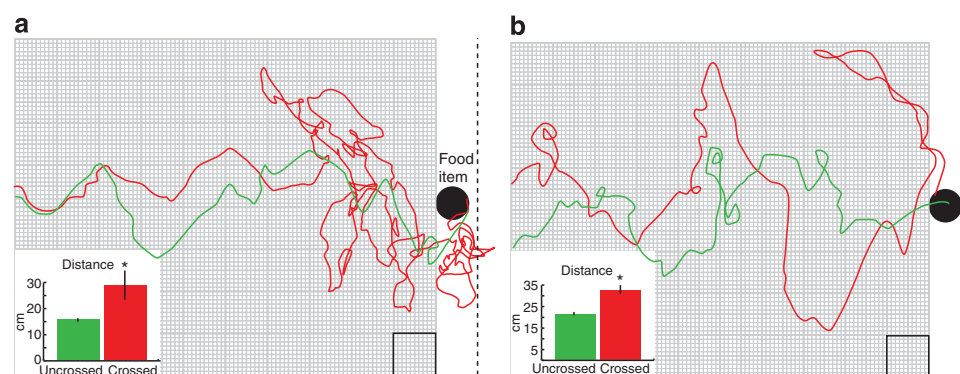 a
Food
item
Distance *
30
20
10
0
cm
Uncrossed Crossed
b
Distance
*
35
25
15
5
cm
Uncrossed Crossed